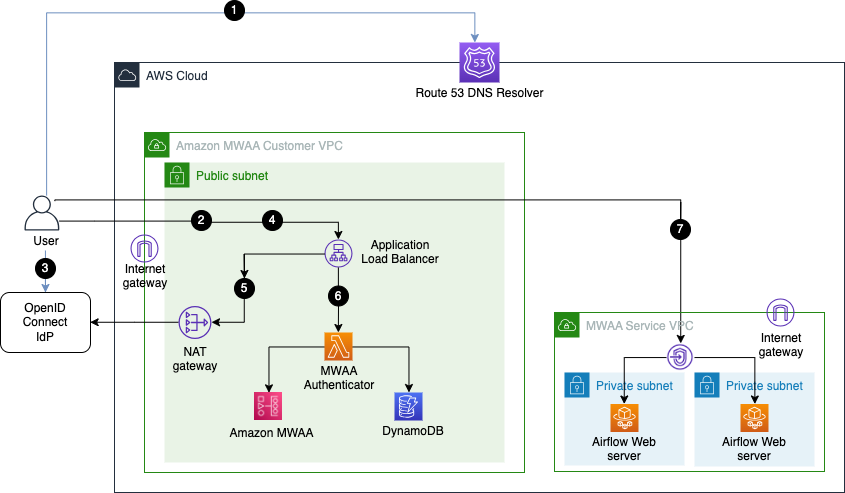 1
53
Route 53 DNS Resolver
AWS Cloud
Amazon MWAA Customer VPC
Public subnet
User
2
4
7
3
Application
Load Balancer
Internet
gateway
5
6
OpenID
Connect
IdP
NAT
gateway
MWAA
Authenticator
Amazon MWAA
DynamoDB
MWAA Service VPC
Internet
gateway
Private subnet
Private subnet
Airflow Web
server
Airflow Web
server